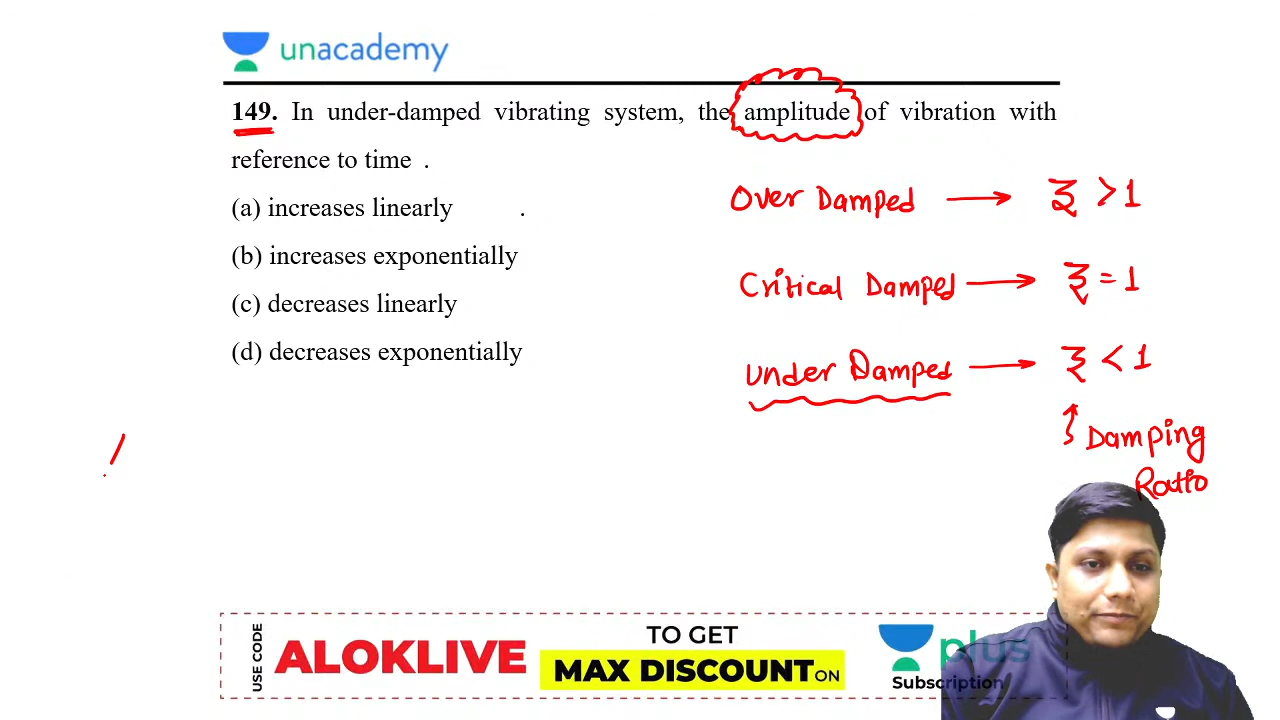 unacademy
149. In under-damped vibrating system, the amplitude of vibration with
reference to time .
(a) increases linearly .
(b) increases exponentially
(c) decreases linearly
(d) decreases exponentially
Over Damped → ξ > 1
Critical Damped → ξ = 1
Under Damped → ξ < 1
Damping
Ratio
USE CODE
ALOKLIVE
TO GET
MAX DISCOUNT ON
plus
Subscription